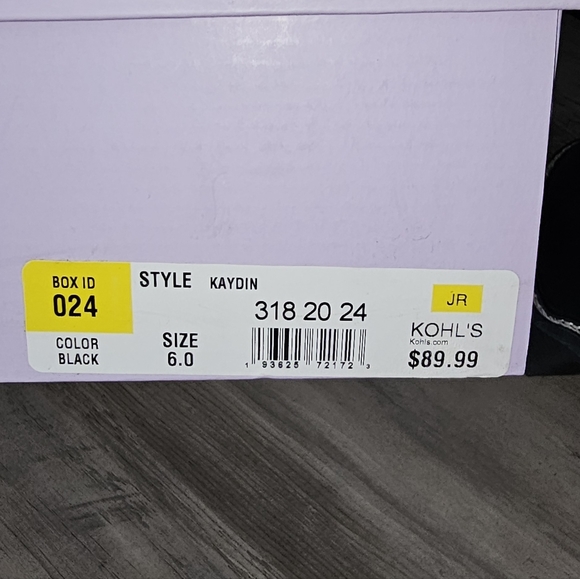 BOX ID
024
STYLE KAYDIN
318 20 24
JR
COLOR
BLACK
SIZE
6.0
1 93625 72172 3
KOHL'S
Kohls.com
$89.99